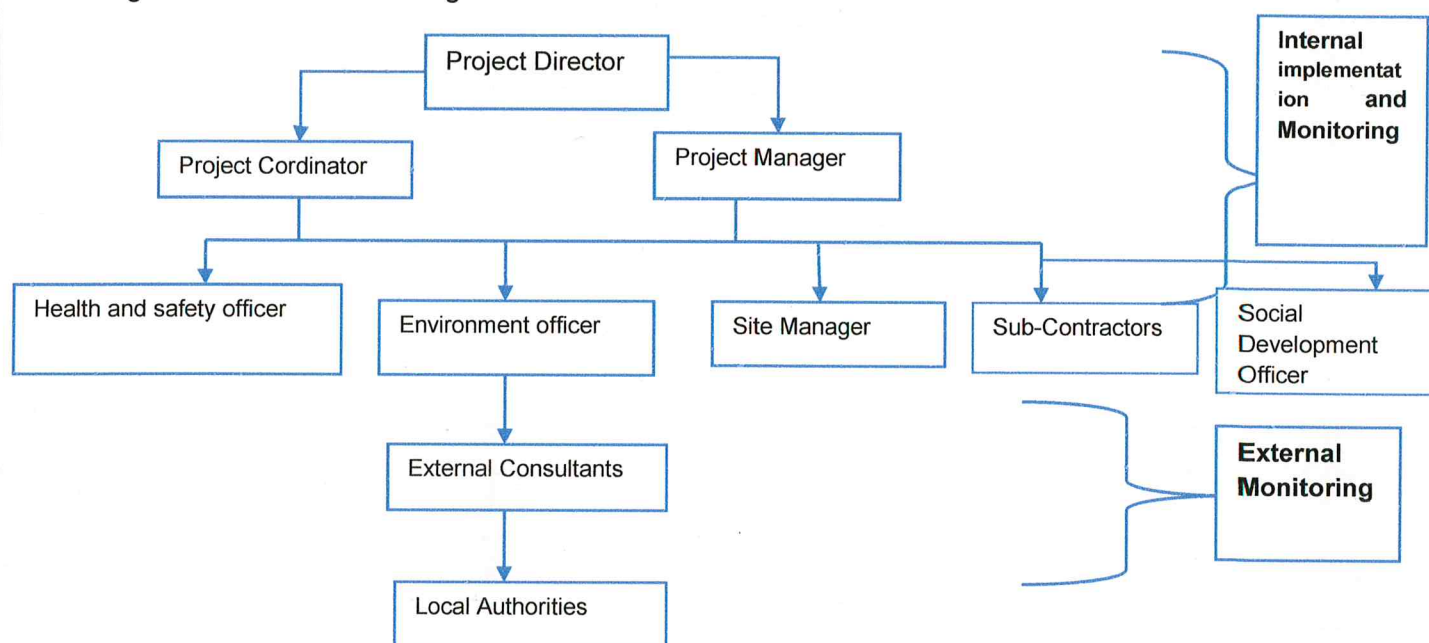 Project Director
Internal
implementat
ion and
Monitoring
Project Cordinator
Project Manager
Health and safety officer
Environment officer
Site Manager
Sub-Contractors
Social
Development
Officer
External Consultants
External
Monitoring
Local Authorities